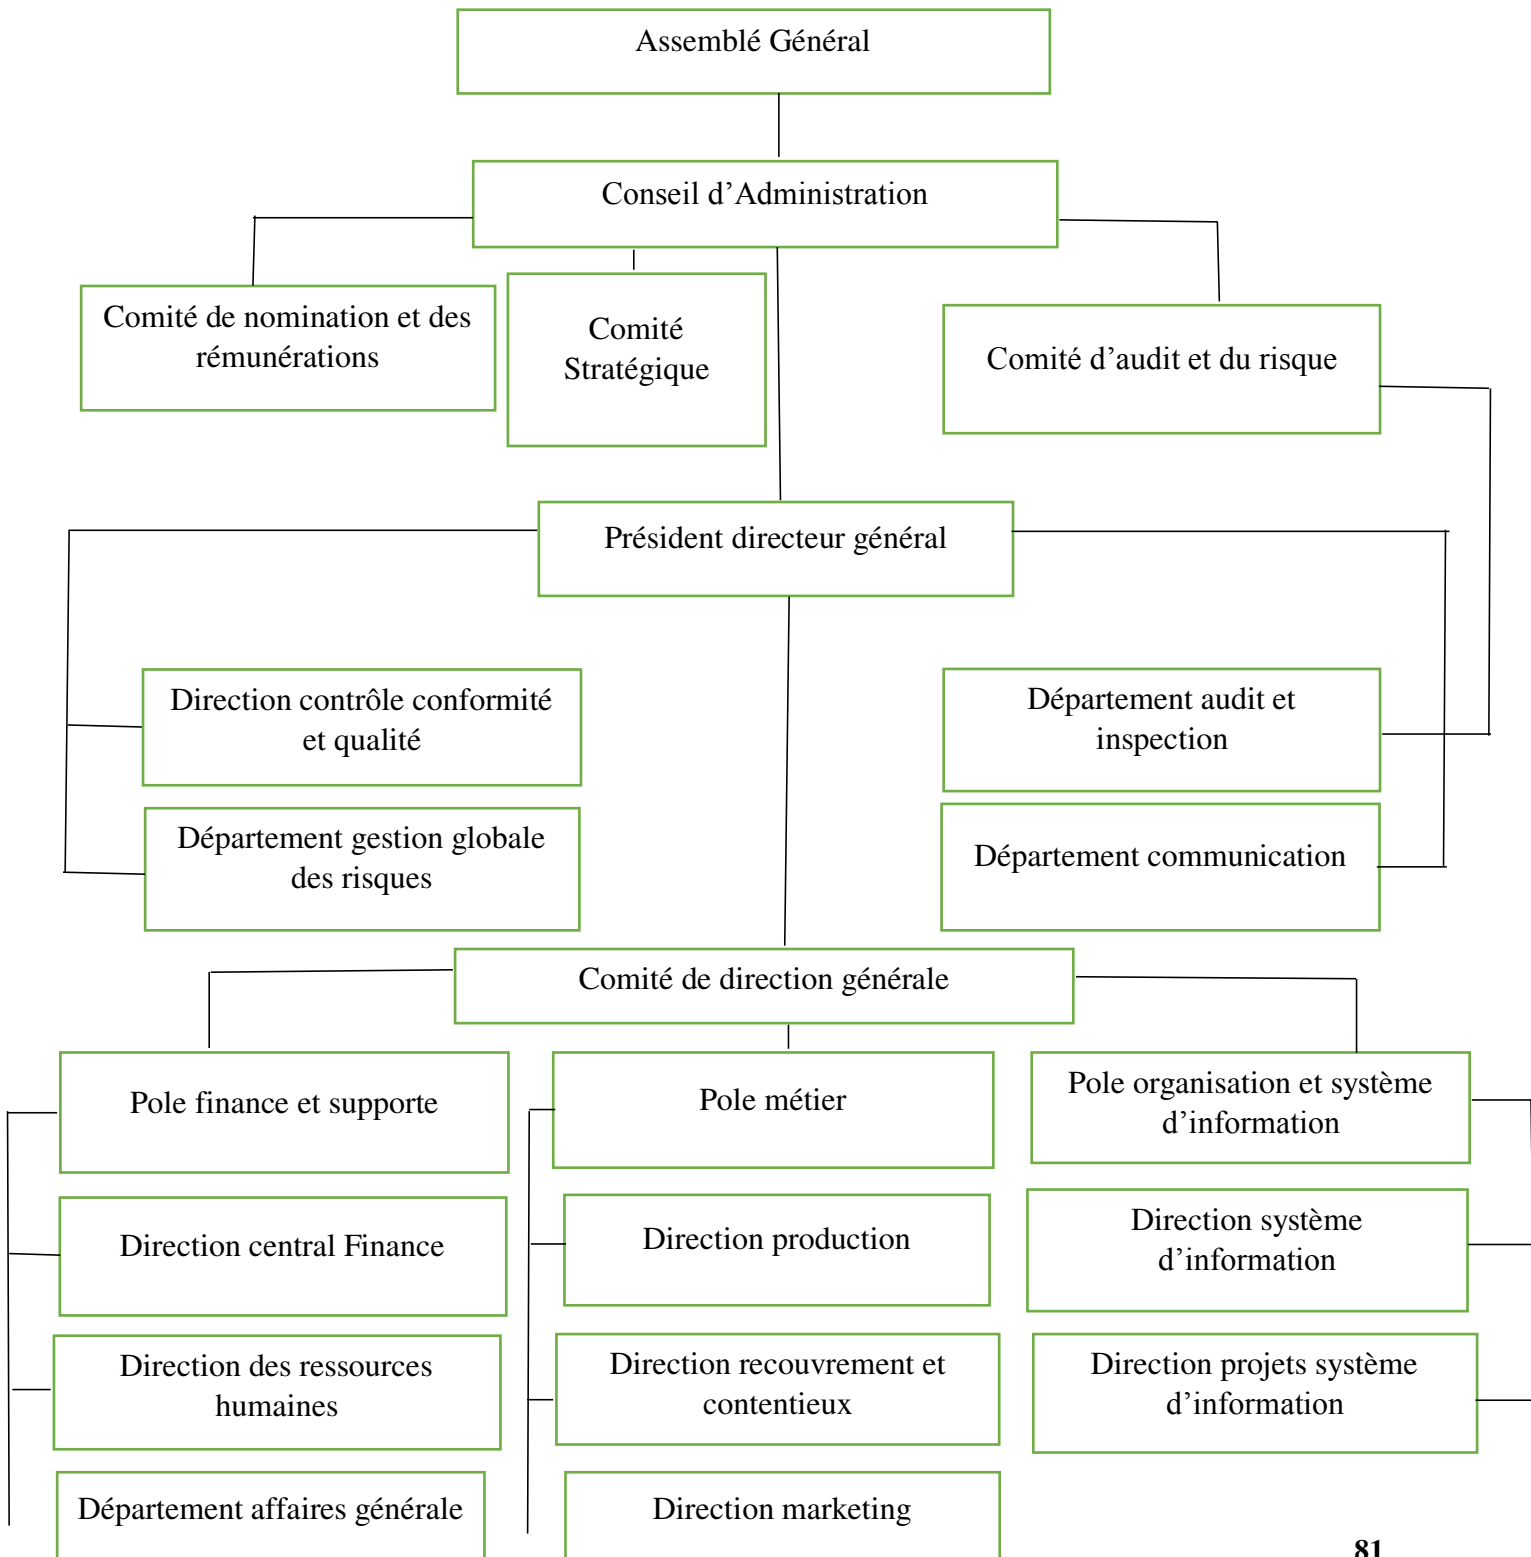 Assemblé Général
Conseil d’Administration
Comité de nomination et des
rémunérations
Comité
Stratégique
Comité d’audit et du risque
Président directeur général
Direction contrôle conformité
et qualité
Département audit et
inspection
Département gestion globale
des risques
Département communication
Comité de direction générale
Pole finance et supporte
Pole métier
Pole organisation et système
d’information
Direction central Finance
Direction production
Direction système
d’information
Direction des ressources
humaines
Direction recouvrement et
contentieux
Direction projets système
d’information
Département affaires générale
Direction marketing
81